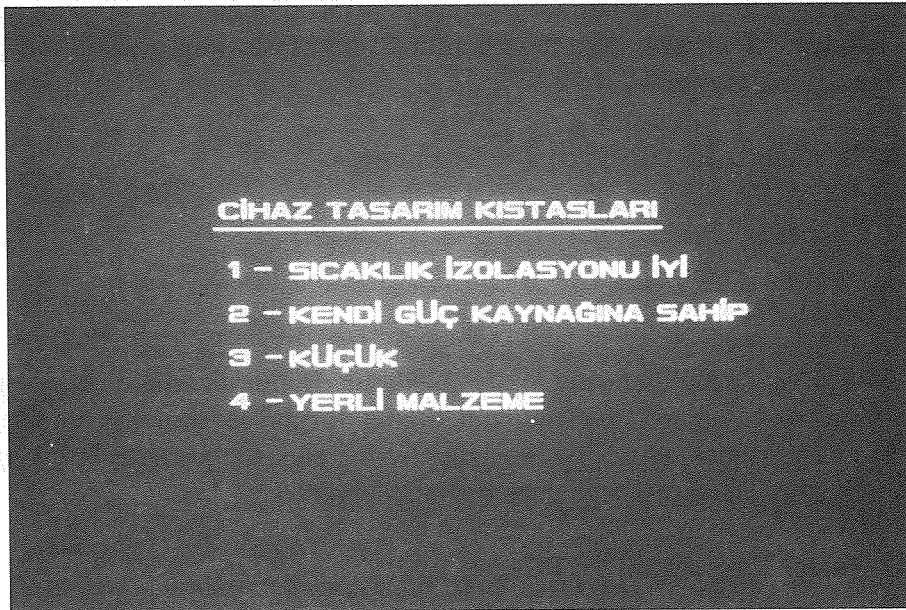 CİHAZ TASARIM KISTASLARI
1 - SICAKLIK İZOLASYONU İYİ
2 - KENDİ GÜÇ KAYNAĞINA SAHİP
3 - KÜÇÜK
4 - YERLİ MALZEME